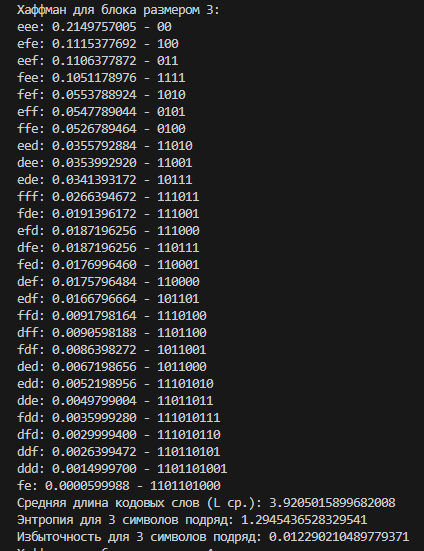 Хаффман для блока размером 3:
eee: 0.2149757005 - 00
efe: 0.1115377692 - 100
eef: 0.1106377872 - 011
fee: 0.1051178976 - 1111
fef: 0.0553788924 - 1010
eff: 0.0547789044 - 0101
ffe: 0.0526789464 - 0100
eed: 0.0355792884 - 11010
dee: 0.0353992920 - 11001
ede: 0.0341393172 - 10111
fff: 0.0266394672 - 111011
fde: 0.0191396172 - 111001
efd: 0.0187196256 - 111000
dfe: 0.0187196256 - 110111
fed: 0.0176996460 - 110001
def: 0.0175796484 - 110000
edf: 0.0166796664 - 101101
ffd: 0.0091798164 - 1110100
dff: 0.0090598188 - 1101100
fdf: 0.0086398272 - 1011001
ded: 0.0067198656 - 1011000
edd: 0.0052198956 - 11101010
dde: 0.0049799004 - 11011011
fdd: 0.0035999280 - 111010111
dfd: 0.0029999400 - 111010110
ddf: 0.0026399472 - 110110101
ddd: 0.0014999700 - 1101101001
fe: 0.0000599988 - 1101101000
Средняя длина кодовых слов (L ср.): 3.9205015899682008
Энтропия для 3 символов подряд: 1.2945436528329541
Избыточность для 3 символов подряд: 0.012290210489779371